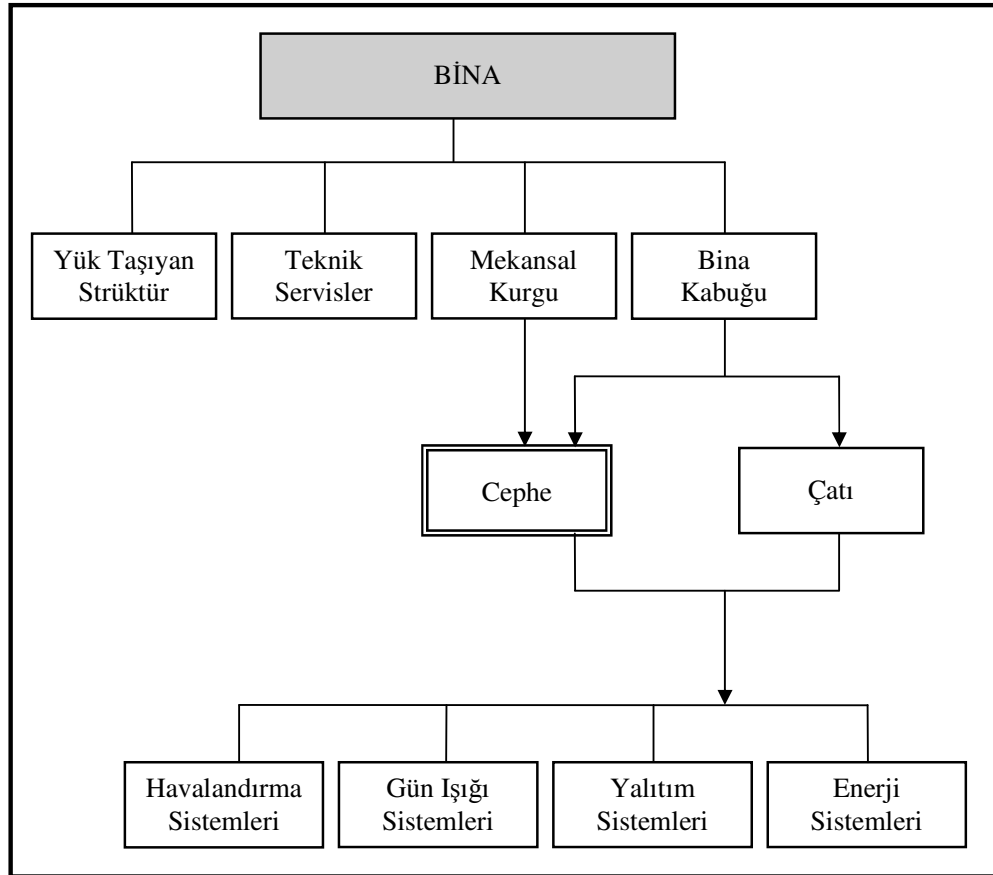 BİNA
Yük Taşıyan
Strüktür
Teknik
Servisler
Mekansal
Kurgu
Bina
Kabuğu
Cephe
Çatı
Havalandırma
Sistemleri
Gün Işığı
Sistemleri
Yalıtım
Sistemleri
Enerji
Sistemleri